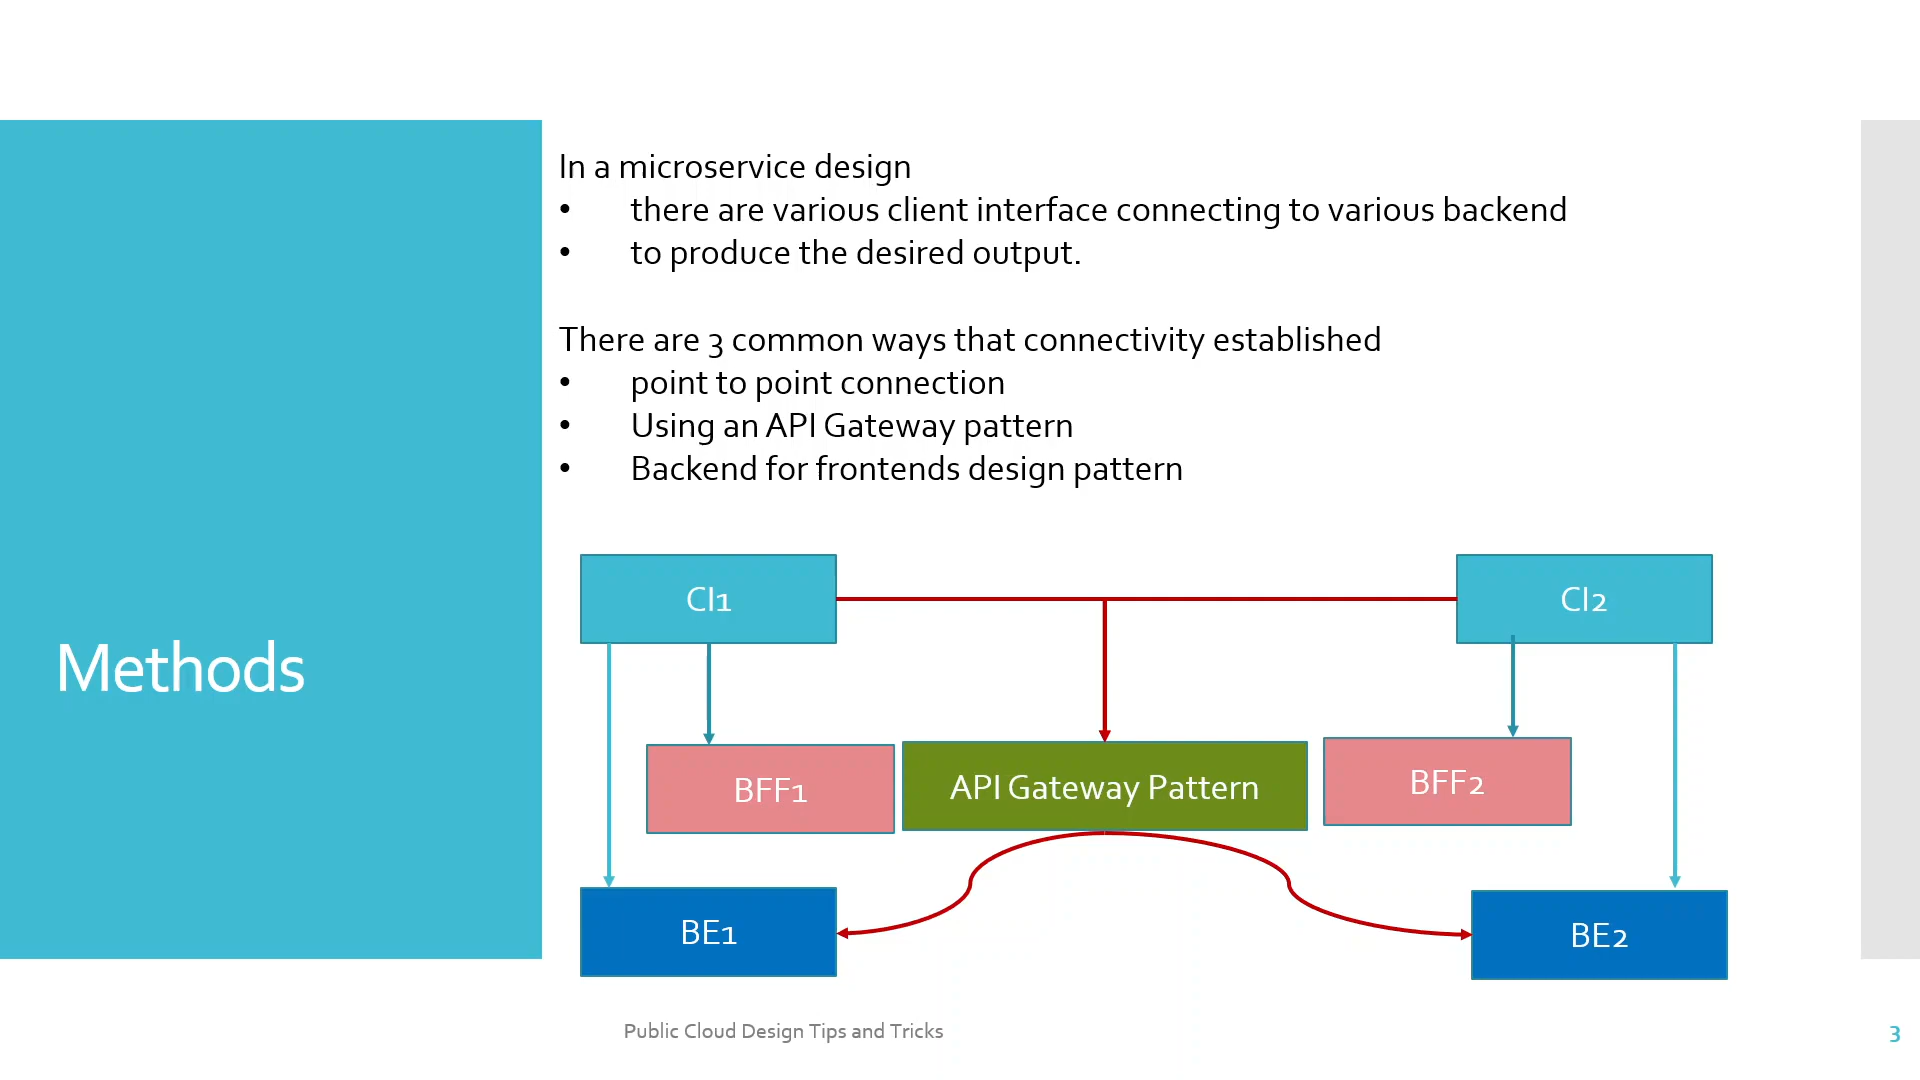 In a microservice design
• there are various client interface connecting to various backend
• to produce the desired output.
There are 3 common ways that connectivity established
• point to point connection
• Using an API Gateway pattern
• Backend for frontends design pattern
Methods
CI1
CI2
BFF1
API Gateway Pattern
BFF2
BE1
BE2
Public Cloud Design Tips and Tricks
3